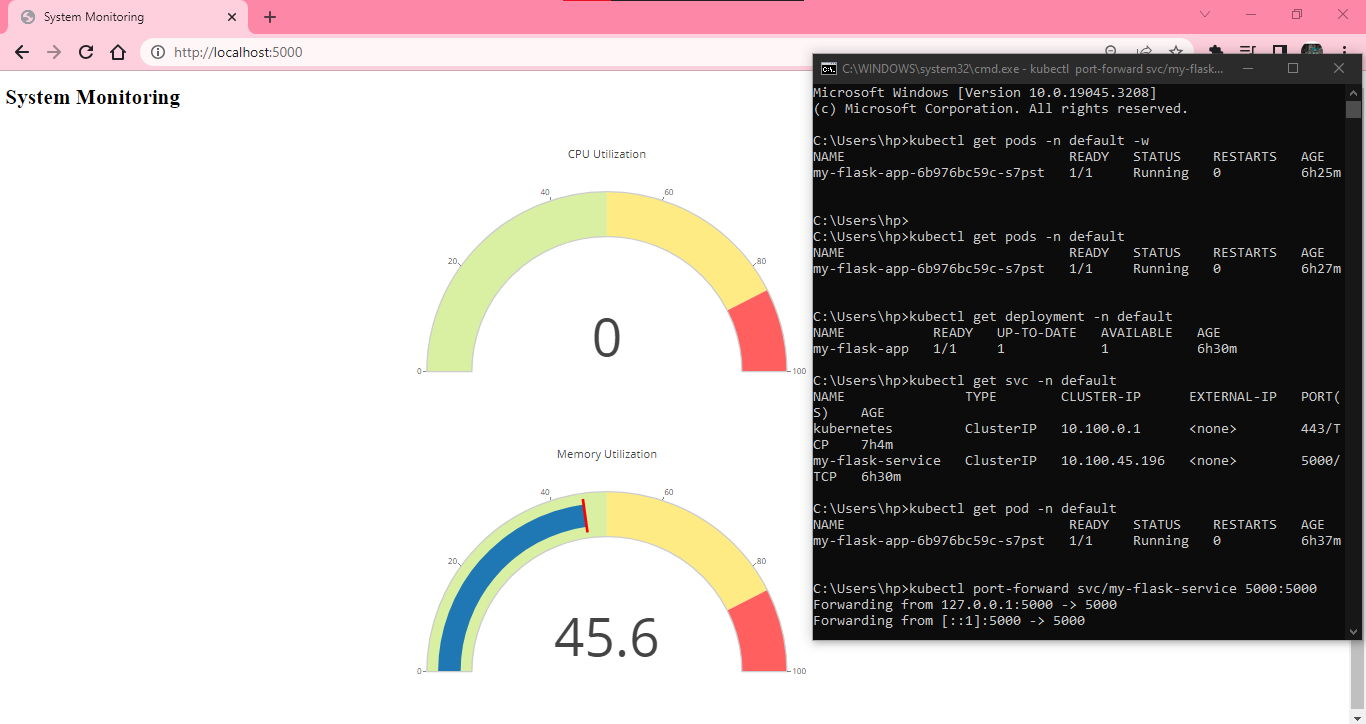 System Monitoring
http://localhost:5000
System Monitoring
CPU Utilization
40
60
20
80
0
0
100
Memory Utilization
40
60
20
80
45.6
0
100
C:\WINDOWS\system32\cmd.exe - kubectl port-forward svc/my-flask...
Microsoft Windows [Version 10.0.19045.3208]
(c) Microsoft Corporation. All rights reserved.
C:\Users\hp>kubectl get pods -n default -w
NAME READY STATUS RESTARTS AGE
my-flask-app-6b976bc59c-s7pst 1/1 Running 0 6h25m
C:\Users\hp>
C:\Users\hp>kubectl get pods -n default
NAME READY STATUS RESTARTS AGE
my-flask-app-6b976bc59c-s7pst 1/1 Running 0 6h27m
C:\Users\hp>kubectl get deployment -n default
NAME READY UP-TO-DATE AVAILABLE AGE
my-flask-app 1/1 1 1 6h30m
C:\Users\hp>kubectl get svc -n default
NAME TYPE CLUSTER-IP EXTERNAL-IP PORT(
S) AGE
kubernetes ClusterIP 10.100.0.1 <none> 443/T
CP 7h4m
my-flask-service ClusterIP 10.100.45.196 <none> 5000/
TCP 6h30m
C:\Users\hp>kubectl get pod -n default
NAME READY STATUS RESTARTS AGE
my-flask-app-6b976bc59c-s7pst 1/1 Running 0 6h37m
C:\Users\hp>kubectl port-forward svc/my-flask-service 5000:5000
Forwarding from 127.0.0.1:5000 -> 5000
Forwarding from [::1]:5000 -> 5000